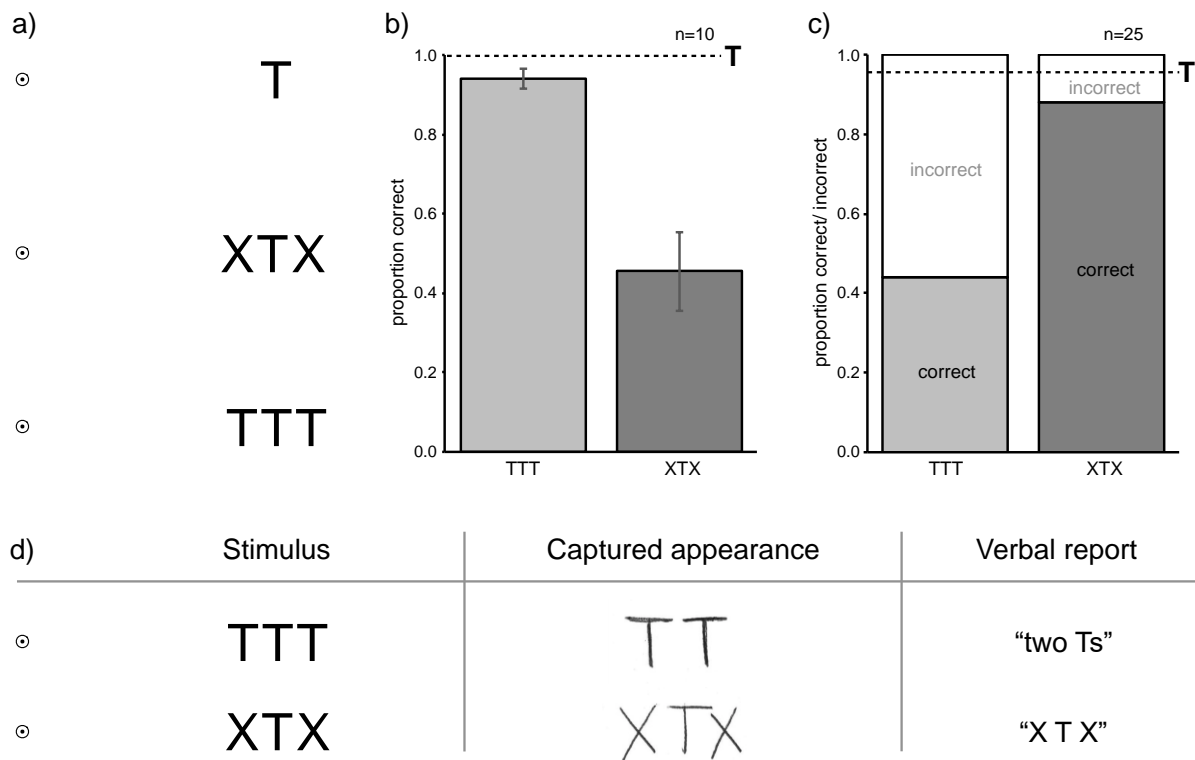 a)
T
XTX
TTT
b)
n=10
T
proportion correct
1.0
0.8
0.6
0.4
0.2
0.0
TTT
XTX
c)
n=25
T
proportion correct/ incorrect
1.0
0.8
0.6
0.4
0.2
0.0
incorrect
correct
incorrect
correct
TTT
XTX
d)
Stimulus Captured appearance Verbal report
TTT T T “two Ts”
XTX XTX “X T X”